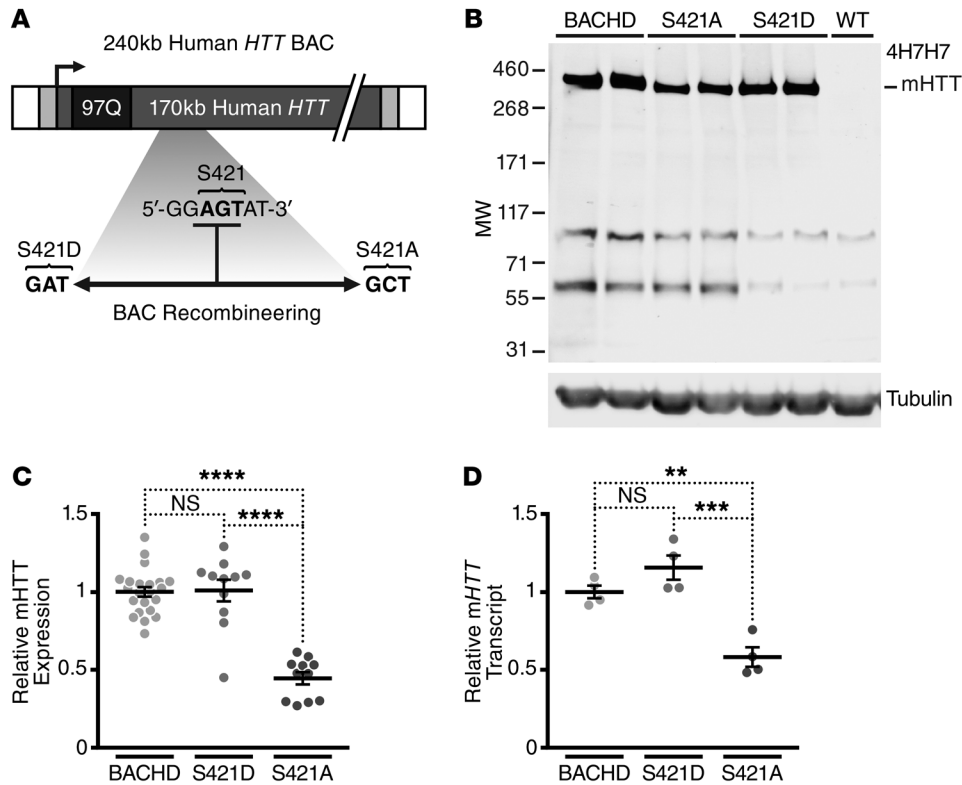 A
240kb Human HTT BAC
97Q
170kb Human HTT
S421
5′-GGAGTAT-3′
S421D
GAT
S421A
GCT
BAC Recombineering
B
BACHD S421A S421D WT
4H7H7
mHTT
MW
460
268
171
117
71
55
31
Tubulin
C
****
NS
****
Relative mHTT
Expression
1.5
1
0.5
0
BACHD S421D S421A
D
**
NS
***
Relative mHTT
Transcript
1.5
1
0.5
0
BACHD S421D S421A